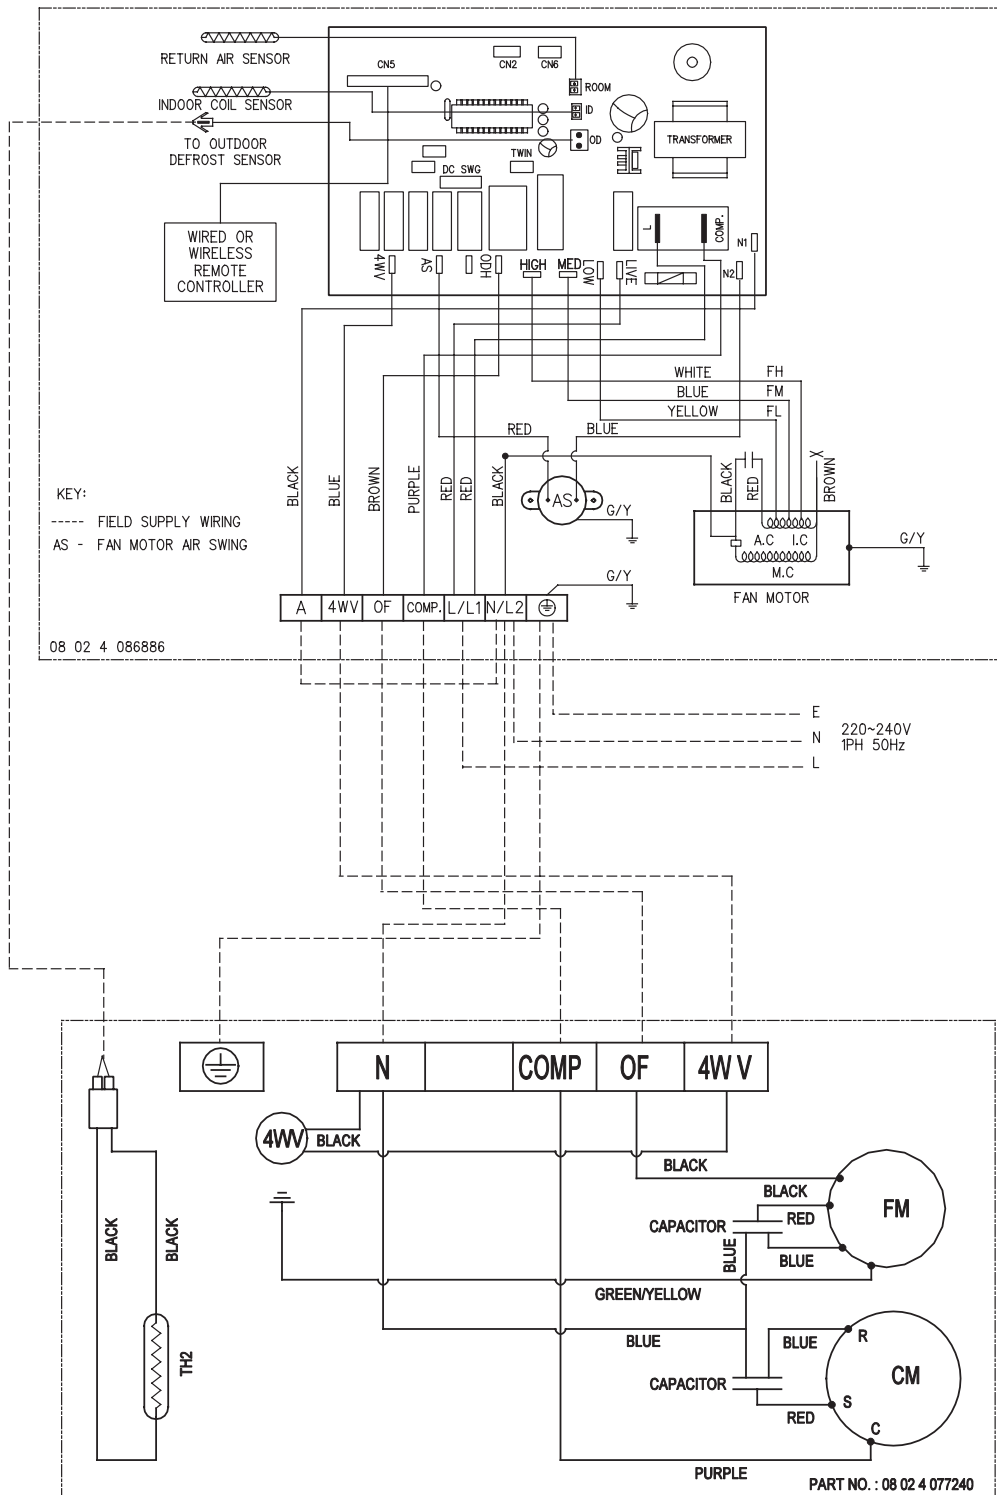 RETURN AIR SENSOR
INDOOR COIL SENSOR
TO OUTDOOR
DEFROST SENSOR
WIRED OR
WIRELESS
REMOTE
CONTROLLER
CN5
CN2
CN6
ROOM
ID
OD
TWIN
DC SWG
TRANSFORMER
L
COMP.
N1
N2
4WV
AS
ODH
HIGH
MED
LOW
LIVE
WHITE
FH
BLUE
FM
YELLOW
FL
RED
BLUE
BLACK
BLUE
BROWN
PURPLE
RED
RED
BLACK
AS
G/Y
BLACK
RED
BROWN
A.C
I.C
M.C
G/Y
FAN MOTOR
G/Y
KEY:
----- FIELD SUPPLY WIRING
AS - FAN MOTOR AIR SWING
A
4WV
OF
COMP.
L/L1
N/L2
08 02 4 086886
E
N
L
220~240V
1PH 50Hz
N
COMP
OF
4W V
4WV
BLACK
BLACK
BLACK
RED
CAPACITOR
BLUE
BLUE
FM
GREEN/YELLOW
BLUE
BLUE
R
CAPACITOR
RED
S
CM
C
PURPLE
BLACK
BLACK
TH2
PART NO. : 08 02 4 077240